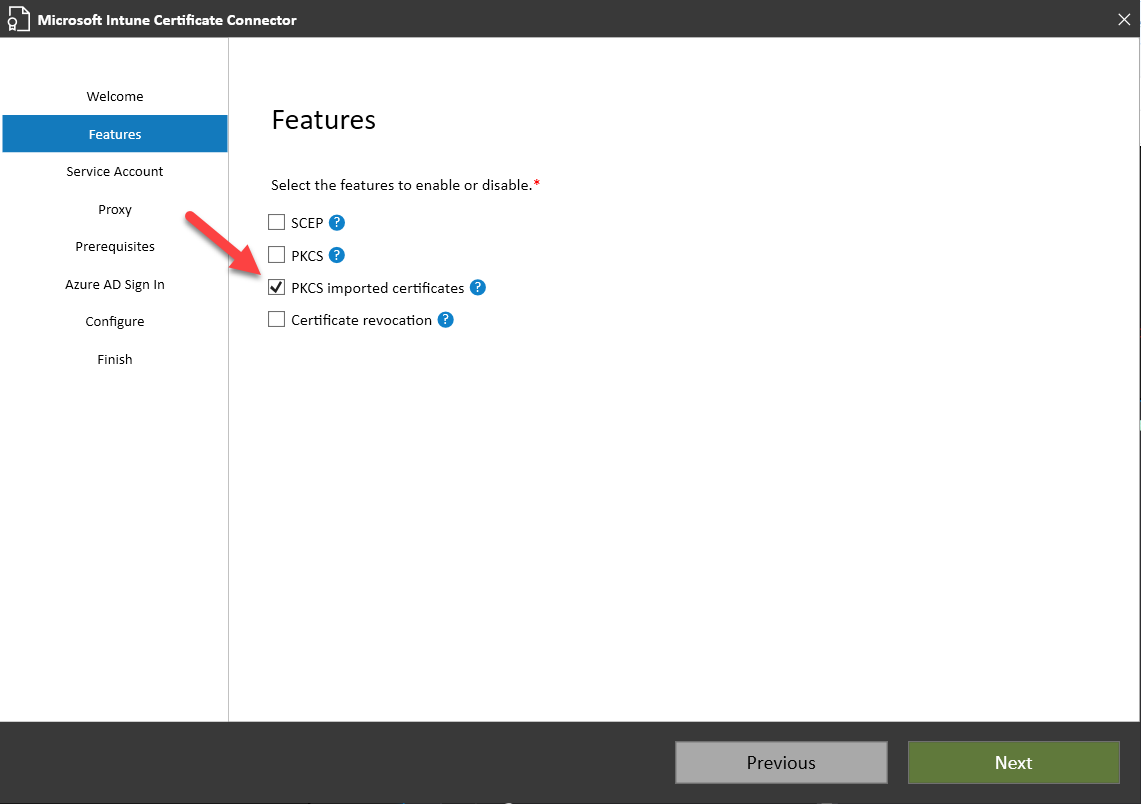 Microsoft Intune Certificate Connector
Welcome
Features
Service Account
Proxy
Prerequisites
Azure AD Sign In
Configure
Finish
Features
Select the features to enable or disable.*
SCEP ?
PKCS ?
PKCS imported certificates ?
Certificate revocation ?
Previous
Next